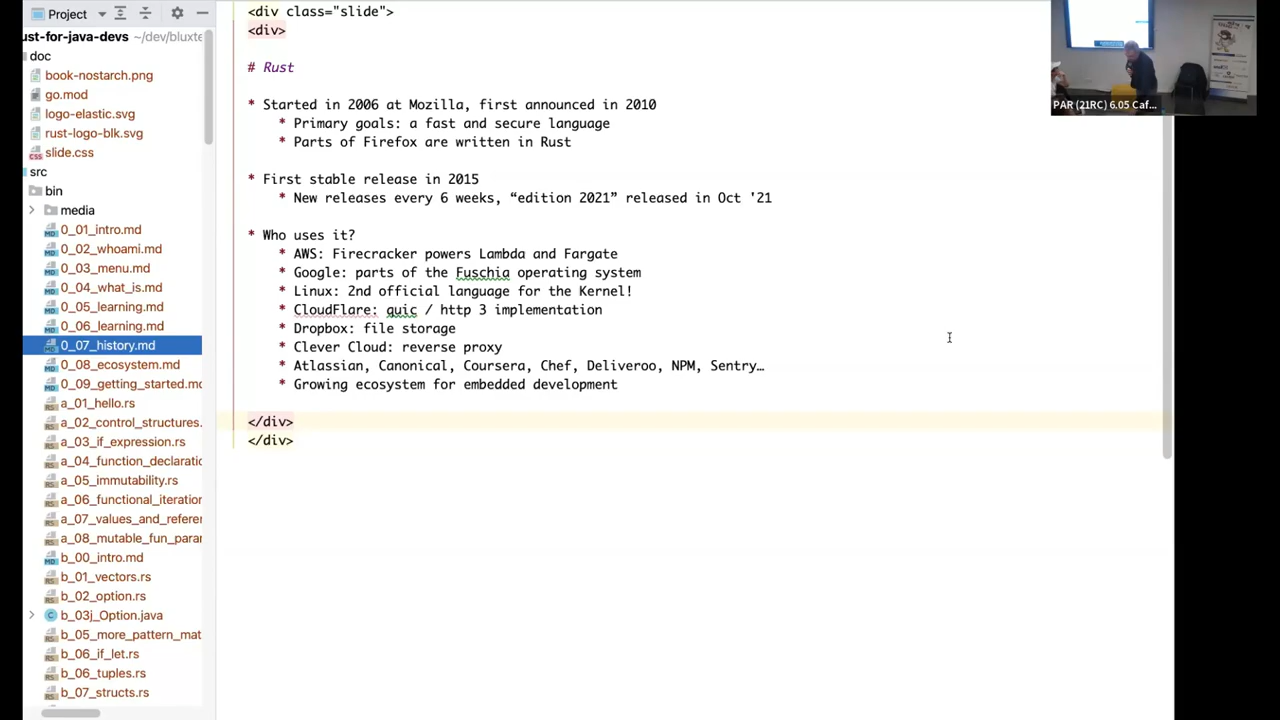 Project
ust-for-java-devs ~/dev/bluxte
doc
book-nostarch.png
go.mod
logo-elastic.svg
rust-logo-blk.svg
slide.css
src
bin
media
0_01_intro.md
0_02_whoami.md
0_03_menu.md
0_04_what_is.md
0_05_learning.md
0_06_learning.md
0_07_history.md
0_08_ecosystem.md
0_09_getting_started.md
a_01_hello.rs
a_02_control_structures.
a_03_if_expression.rs
a_04_function_declaratio
a_05_immutability.rs
a_06_functional_iteration
a_07_values_and_referen
a_08_mutable_fun_para
b_00_intro.md
b_01_vectors.rs
b_02_option.rs
b_03j_Option.java
b_05_more_pattern_mat
b_06_if_let.rs
b_06_tuples.rs
b_07_structs.rs
<div class="slide">
<div>
# Rust
* Started in 2006 at Mozilla, first announced in 2010
* Primary goals: a fast and secure language
* Parts of Firefox are written in Rust
* First stable release in 2015
* New releases every 6 weeks, “edition 2021” released in Oct '21
* Who uses it?
* AWS: Firecracker powers Lambda and Fargate
* Google: parts of the Fuschia operating system
* Linux: 2nd official language for the Kernel!
* CloudFlare: quic / http 3 implementation
* Dropbox: file storage
* Clever Cloud: reverse proxy
* Atlassian, Canonical, Coursera, Chef, Deliveroo, NPM, Sentry…
* Growing ecosystem for embedded development
</div>
</div>
PAR (21RC) 6.05 Caf...